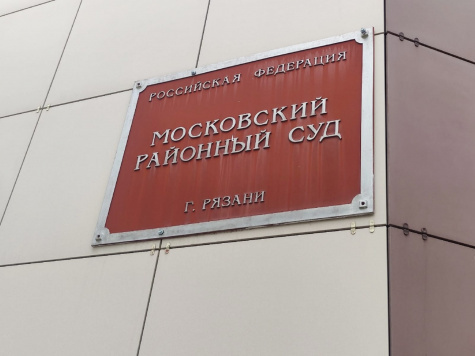 РОССИЙСКАЯ ФЕДЕРАЦИЯ
МОСКОВСКИЙ
РАЙОННЫЙ СУД
Г. РЯЗАНИ